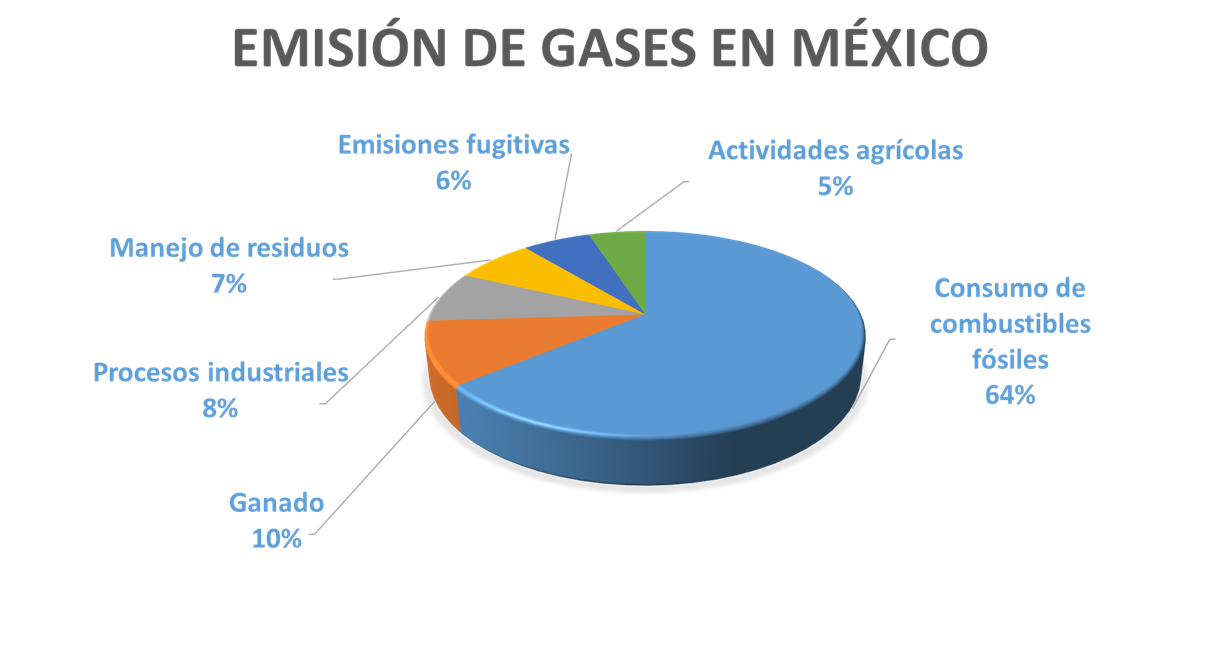 EMISIÓN DE GASES EN MÉXICO
Emisiones fugitivas
6%
Actividades agrícolas
5%
Manejo de residuos
7%
Consumo de
combustibles
fósiles
64%
Procesos industriales
8%
Ganado
10%